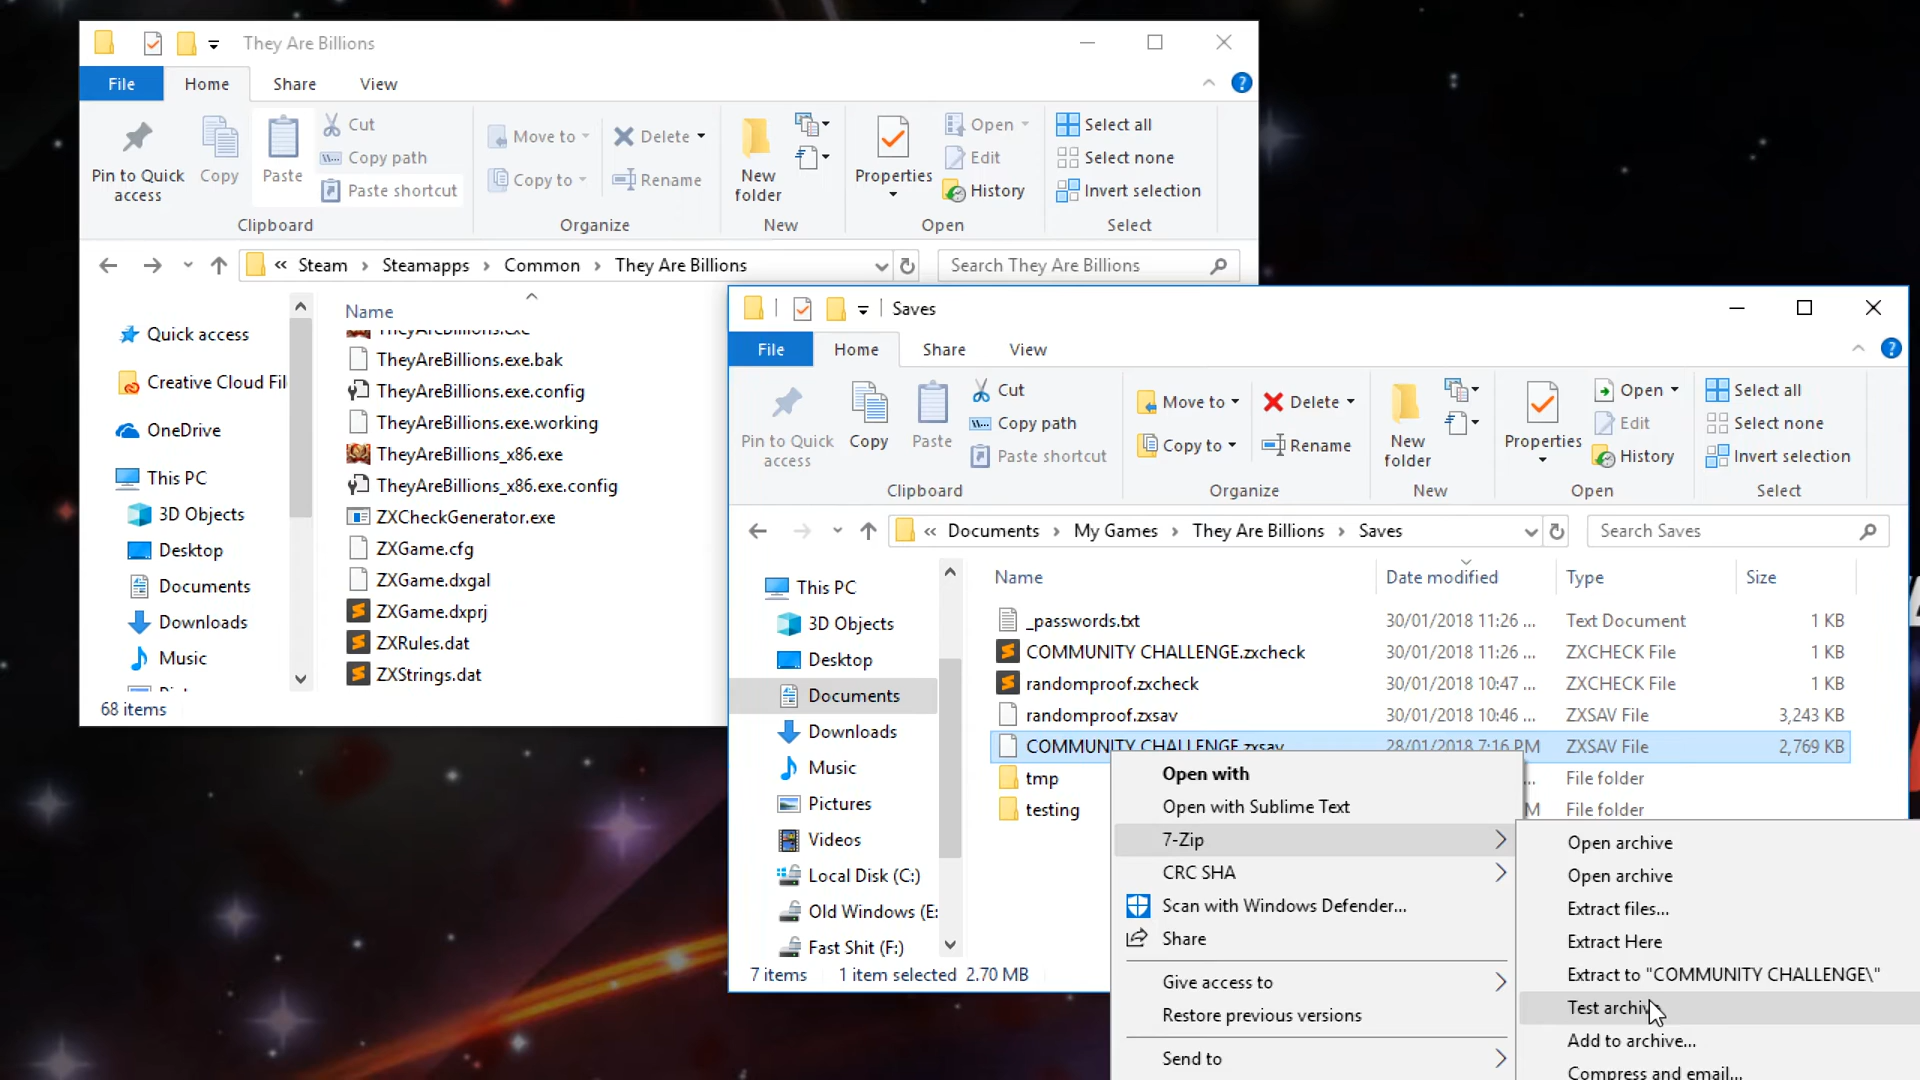 They Are Billions
File Home Share View
Pin to Quick access
Copy
Paste
Cut
Copy path
Paste shortcut
Clipboard
Move to
Copy to
Delete
Rename
Organize
New folder
New
Properties
Open
Edit
History
Open
Select all
Select none
Invert selection
Select
« Steam › Steamapps › Common › They Are Billions
Search They Are Billions
Quick access
Creative Cloud Fil
OneDrive
This PC
3D Objects
Desktop
Documents
Downloads
Music
Name
TheyAreBillions.exe
TheyAreBillions.exe.bak
TheyAreBillions.exe.config
TheyAreBillions.exe.working
TheyAreBillions_x86.exe
TheyAreBillions_x86.exe.config
ZXCheckGenerator.exe
ZXGame.cfg
ZXGame.dxgal
ZXGame.dxprj
ZXRules.dat
ZXStrings.dat
68 items
Saves
File Home Share View
Pin to Quick access
Copy
Paste
Cut
Copy path
Paste shortcut
Clipboard
Move to
Copy to
Delete
Rename
Organize
New folder
New
Properties
Open
Edit
History
Open
Select all
Select none
Invert selection
Select
« Documents › My Games › They Are Billions › Saves
Search Saves
This PC
3D Objects
Desktop
Documents
Downloads
Music
Pictures
Videos
Local Disk (C:)
Old Windows (E:
Fast Shit (F:)
Name Date modified Type Size
_passwords.txt 30/01/2018 11:26 ... Text Document 1 KB
COMMUNITY CHALLENGE.zxcheck 30/01/2018 11:26 ... ZXCHECK File 1 KB
randomproof.zxcheck 30/01/2018 10:47 ... ZXCHECK File 1 KB
randomproof.zxsav 30/01/2018 10:46 ... ZXSAV File 3,243 KB
COMMUNITY CHALLENGE.zxsav 28/01/2018 7:16 PM ZXSAV File 2,769 KB
tmp ... File folder
testing M File folder
7 items 1 item selected 2.70 MB
Open with
Open with Sublime Text
7-Zip
CRC SHA
Scan with Windows Defender...
Share
Give access to
Restore previous versions
Send to
Open archive
Open archive
Extract files...
Extract Here
Extract to "COMMUNITY CHALLENGE\"
Test archive
Add to archive...
Compress and email...